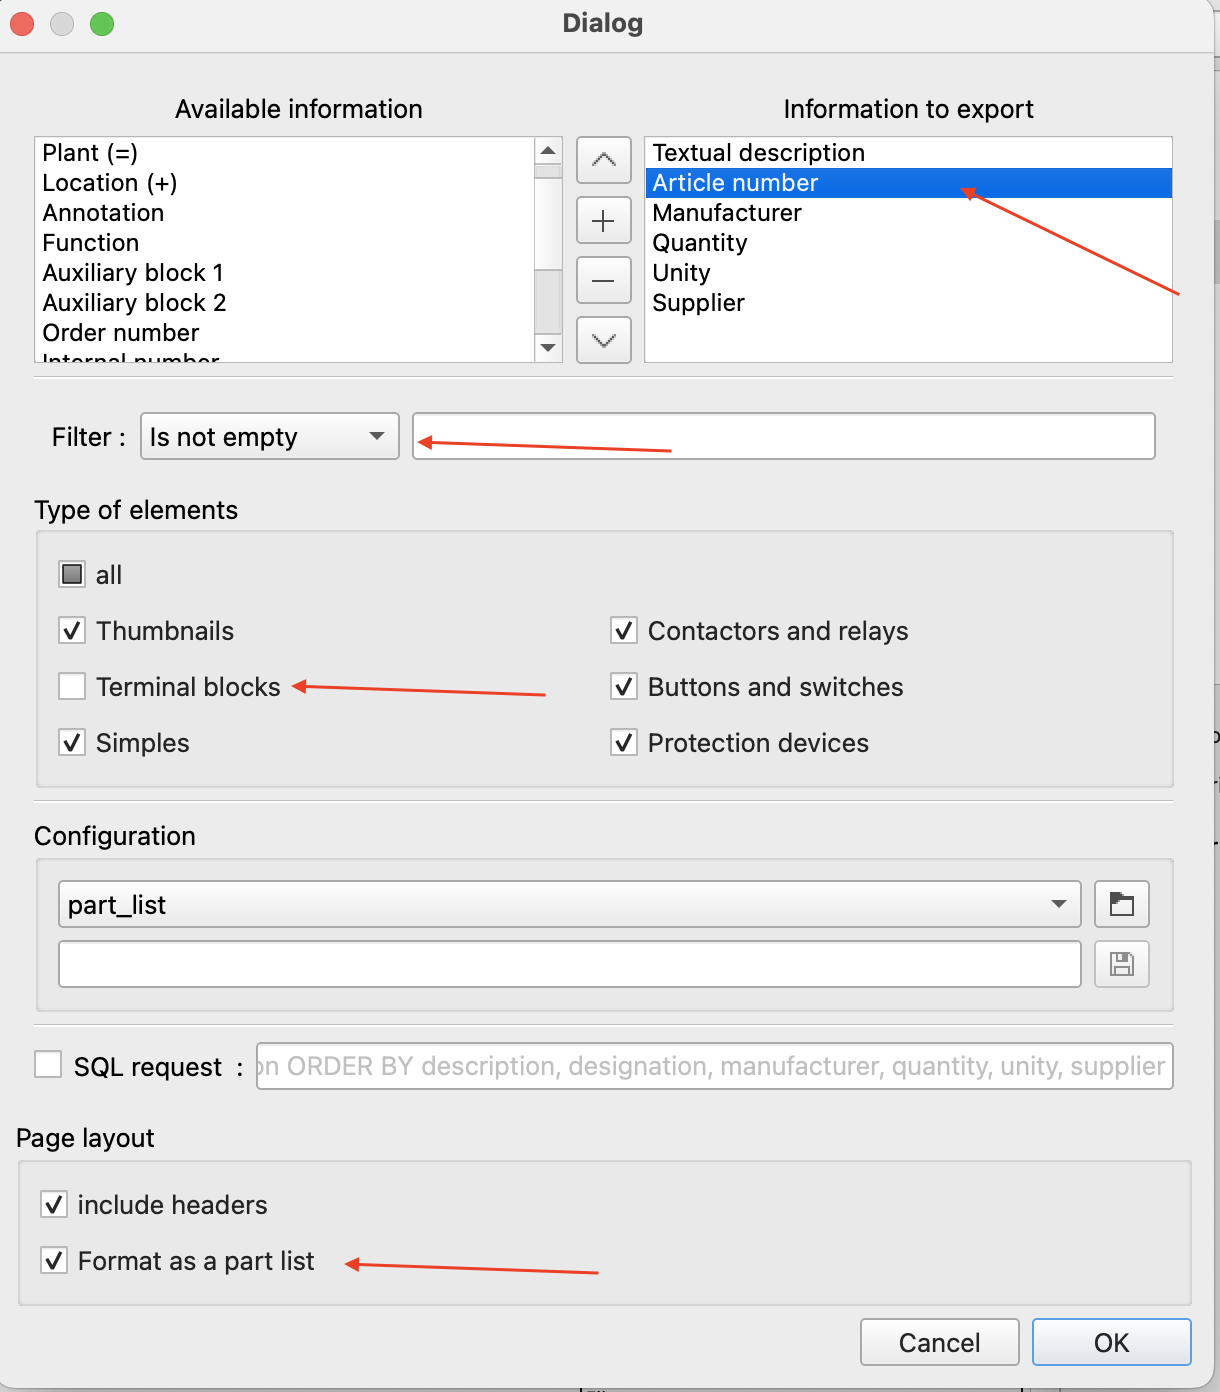 Dialog
Available information
Information to export
Plant (=)
Location (+)
Annotation
Function
Auxiliary block 1
Auxiliary block 2
Order number
Internal number
Textual description
Article number
Manufacturer
Quantity
Unity
Supplier
Filter :
Is not empty
Type of elements
all
Thumbnails
Contactors and relays
Terminal blocks
Buttons and switches
Simples
Protection devices
Configuration
part_list
SQL request :
on ORDER BY description, designation, manufacturer, quantity, unity, supplier
Page layout
include headers
Format as a part list
Cancel
OK